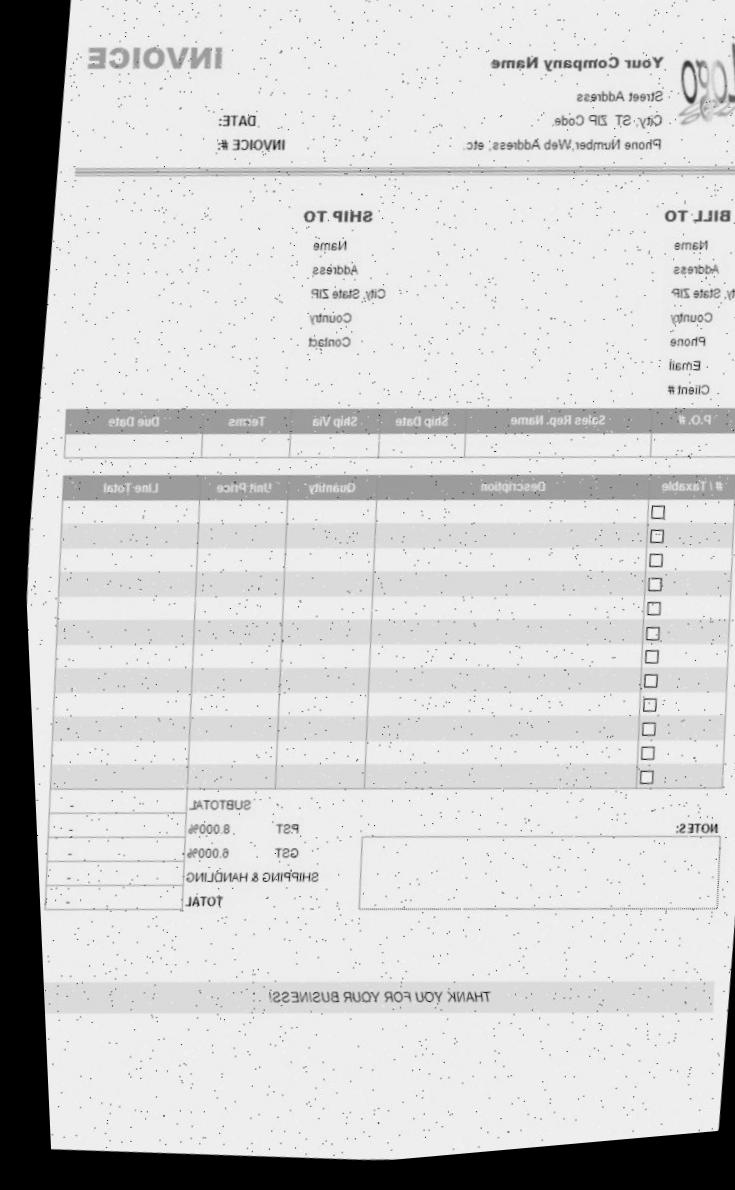 Logo
Your Company Name
INVOICE
Street Address
City, ST ZIP Code
DATE:
Phone Number,Web Address, etc.
INVOICE #:
BILL TO
SHIP TO
Name
Name
Address
Address
City, State ZIP
City, State ZIP
Country
Country
Phone
Contact
Email
Client #
P.O. # Sales Rep. Name Ship Date Ship Via Terms Due Date
# / Taxable Description Quantity Unit Price Line Total
SUBTOTAL -
NOTES:
PST 8.000% -
GST 6.000% -
SHIPPING & HANDLING -
TOTAL -
THANK YOU FOR YOUR BUSINESS!